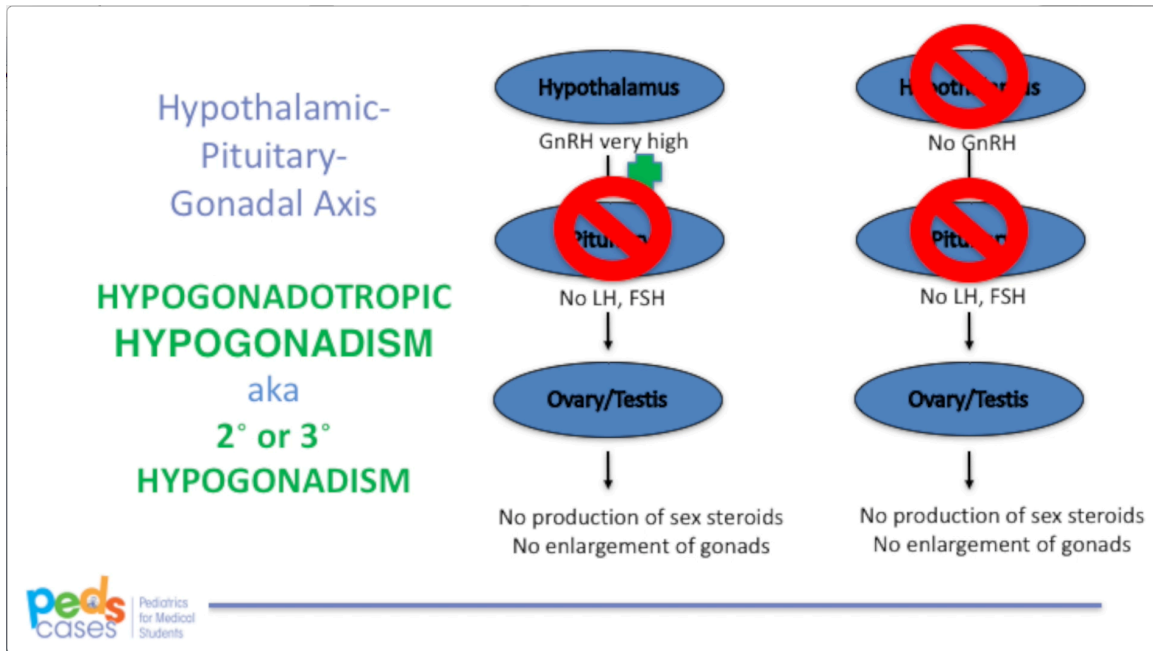 Hypothalamic-
Pituitary-
Gonadal Axis
HYPOGONADOTROPIC
HYPOGONADISM
aka
2° or 3°
HYPOGONADISM
Hypothalamus
GnRH very high
No LH, FSH
Ovary/Testis
No production of sex steroids
No enlargement of gonads
No GnRH
No LH, FSH
Ovary/Testis
No production of sex steroids
No enlargement of gonads
peds
cases
Pediatrics
for Medical
Students